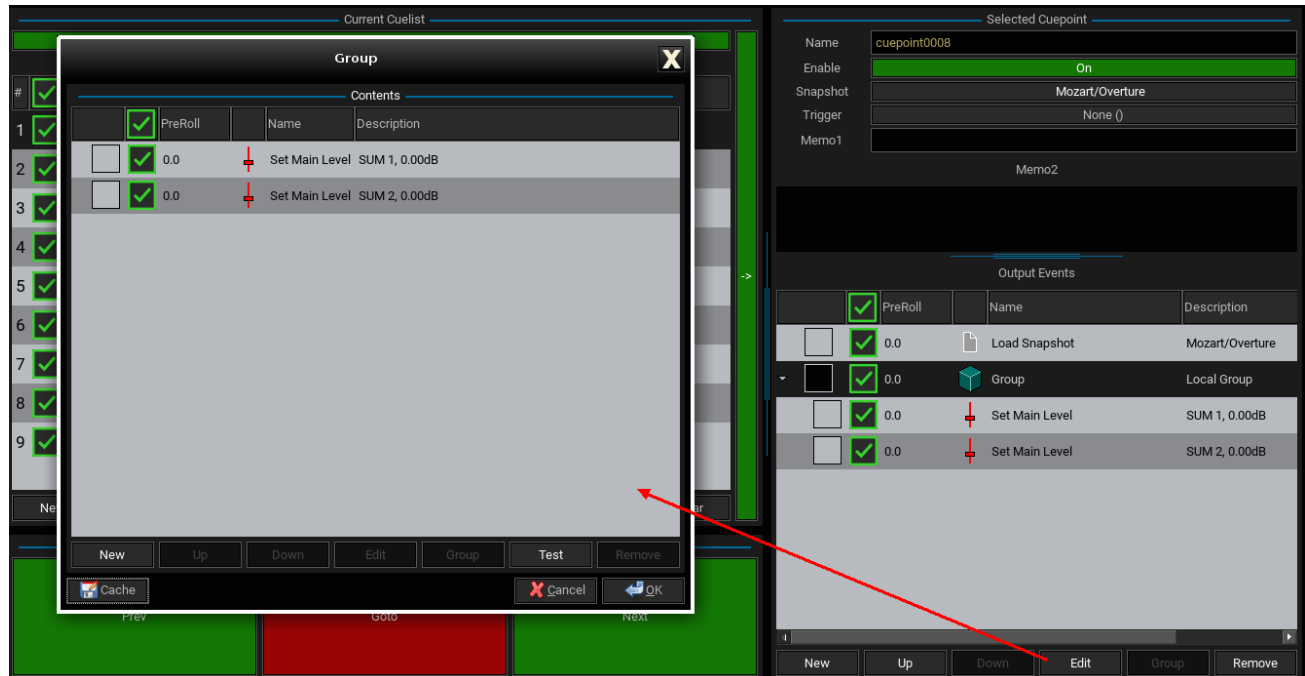 Current Cuelist
#
1
2
3
4
5
6
7
8
9
Ne
ar
->
Prev
Goto
Next
Group
X
Contents
PreRoll Name Description
0.0 Set Main Level SUM 1, 0.00dB
0.0 Set Main Level SUM 2, 0.00dB
New Up Down Edit Group Test Remove
Cache Cancel OK
Selected Cuepoint
Name cuepoint0008
Enable On
Snapshot Mozart/Overture
Trigger None ()
Memo1
Memo2
Output Events
PreRoll Name Description
0.0 Load Snapshot Mozart/Overture
0.0 Group Local Group
0.0 Set Main Level SUM 1, 0.00dB
0.0 Set Main Level SUM 2, 0.00dB
New Up Down Edit Group Remove